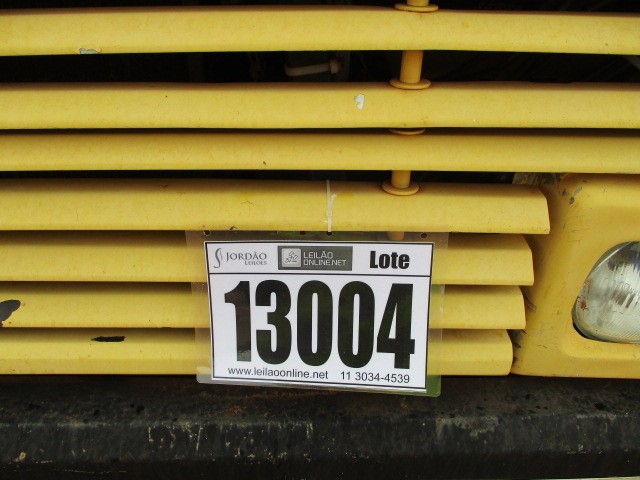 JORDÃO LEILÕES
LEILÃO ONLINE.NET
Lote
13004
www.leilaoonline.net 11 3034-4539